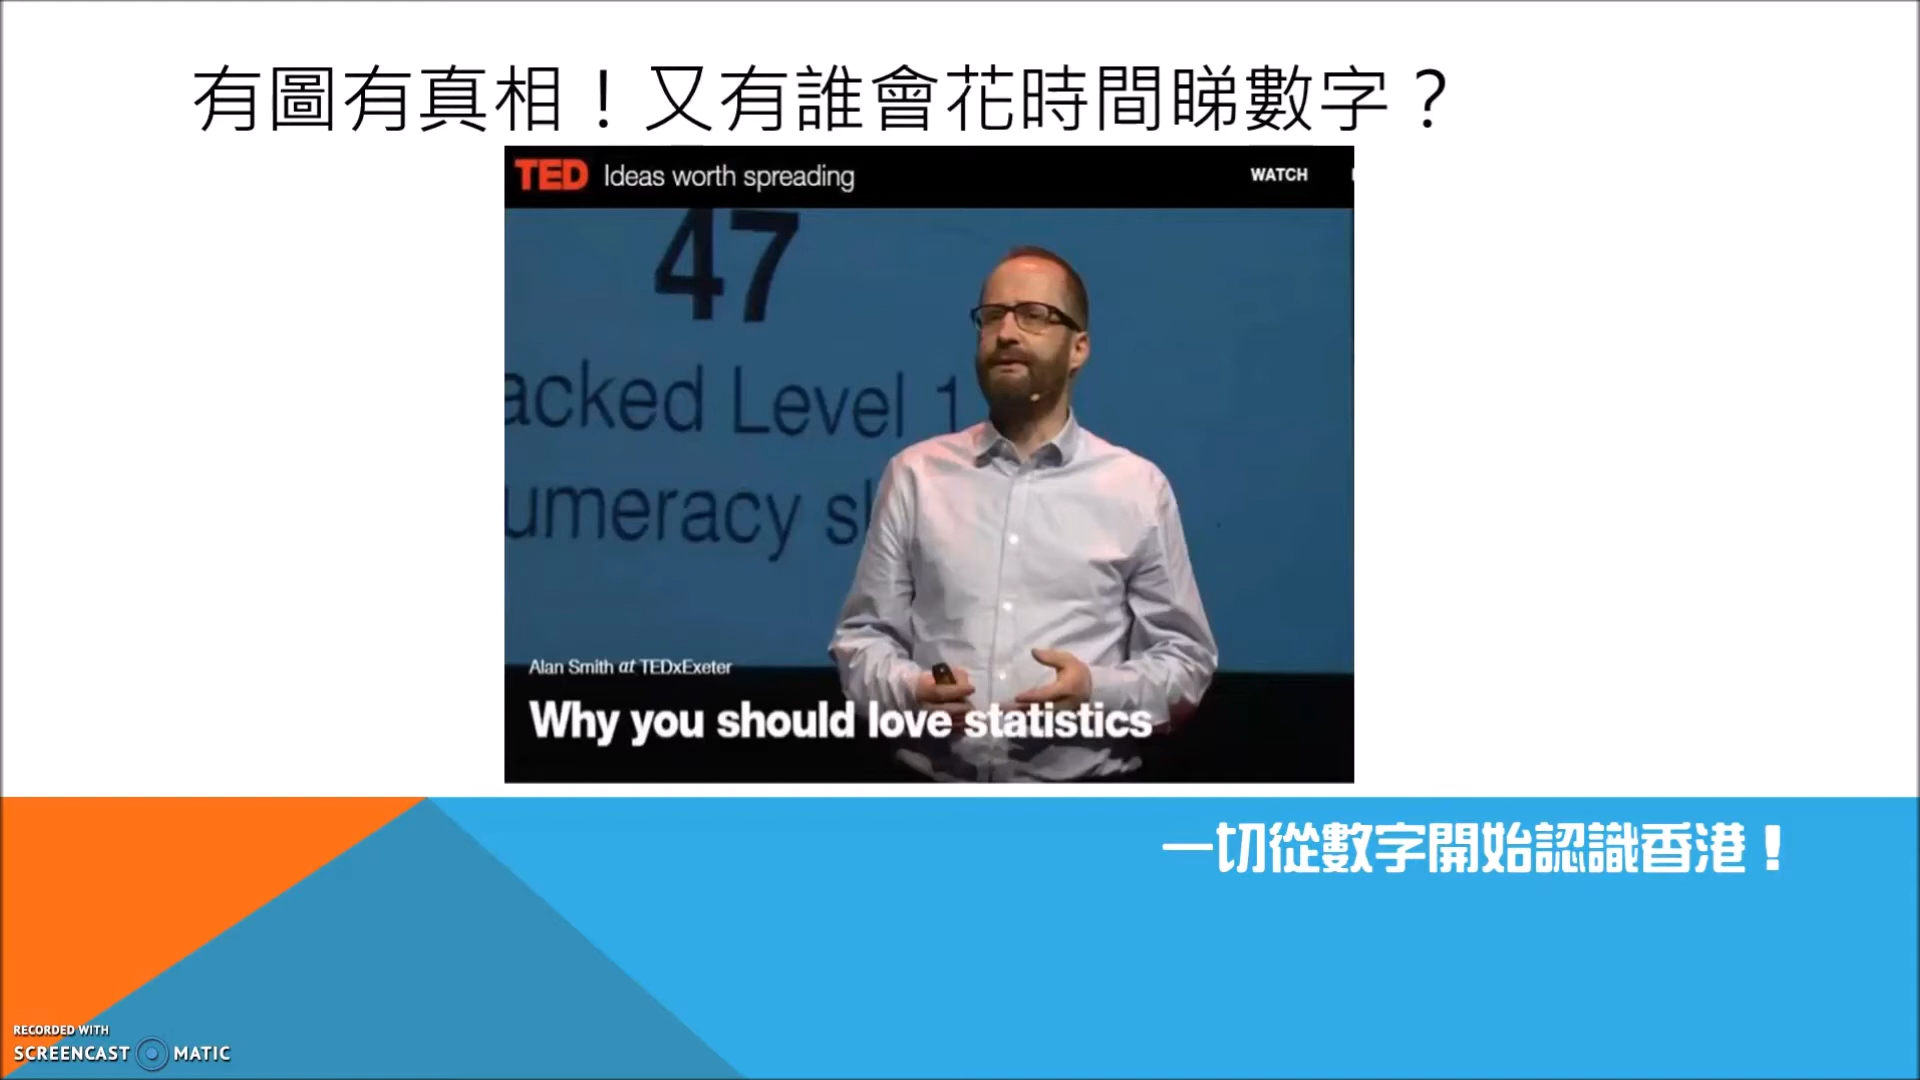 有圖有真相！又有誰會花時間睇數字？
TED Ideas worth spreading WATCH
47
acked Level 1
umeracy
Alan Smith at TEDxExeter
Why you should love statistics
一切從數字開始認識香港！
RECORDED WITH
SCREENCAST MATIC